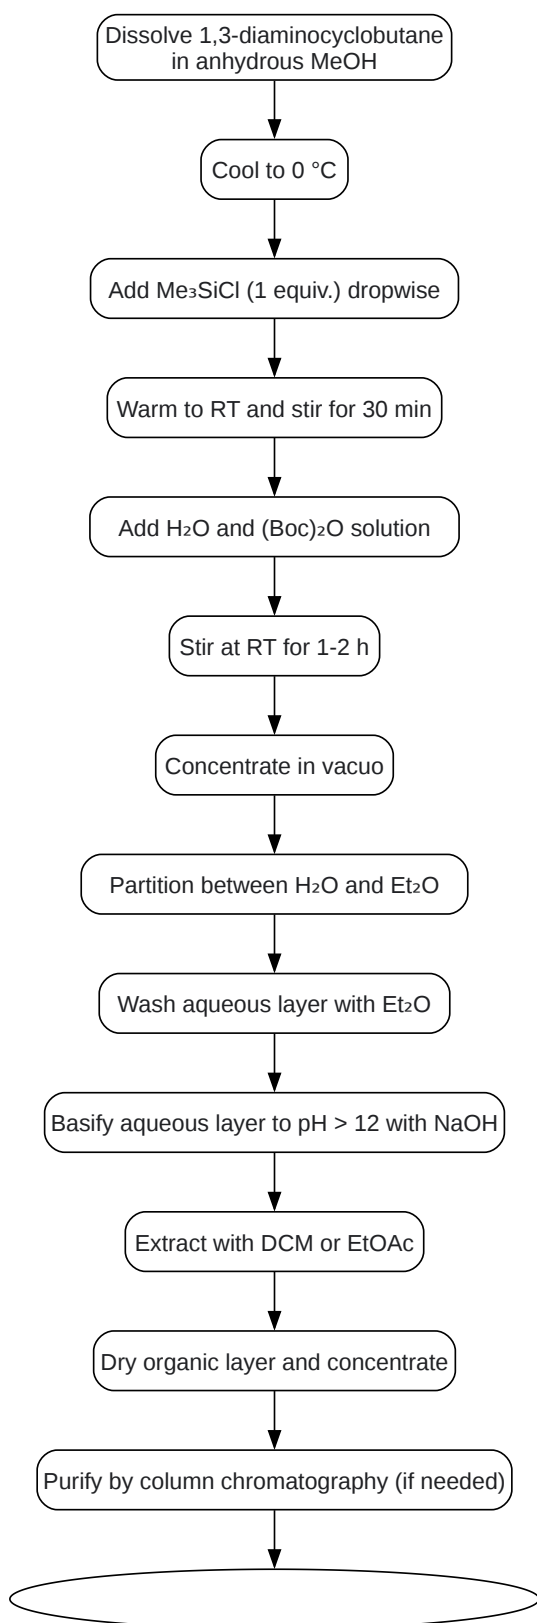 Dissolve 1,3-diaminocyclobutane
in anhydrous MeOH
Cool to 0 °C
Add Me₃SiCl (1 equiv.) dropwise
Warm to RT and stir for 30 min
Add H₂O and (Boc)₂O solution
Stir at RT for 1-2 h
Concentrate in vacuo
Partition between H₂O and Et₂O
Wash aqueous layer with Et₂O
Basify aqueous layer to pH > 12 with NaOH
Extract with DCM or EtOAc
Dry organic layer and concentrate
Purify by column chromatography (if needed)